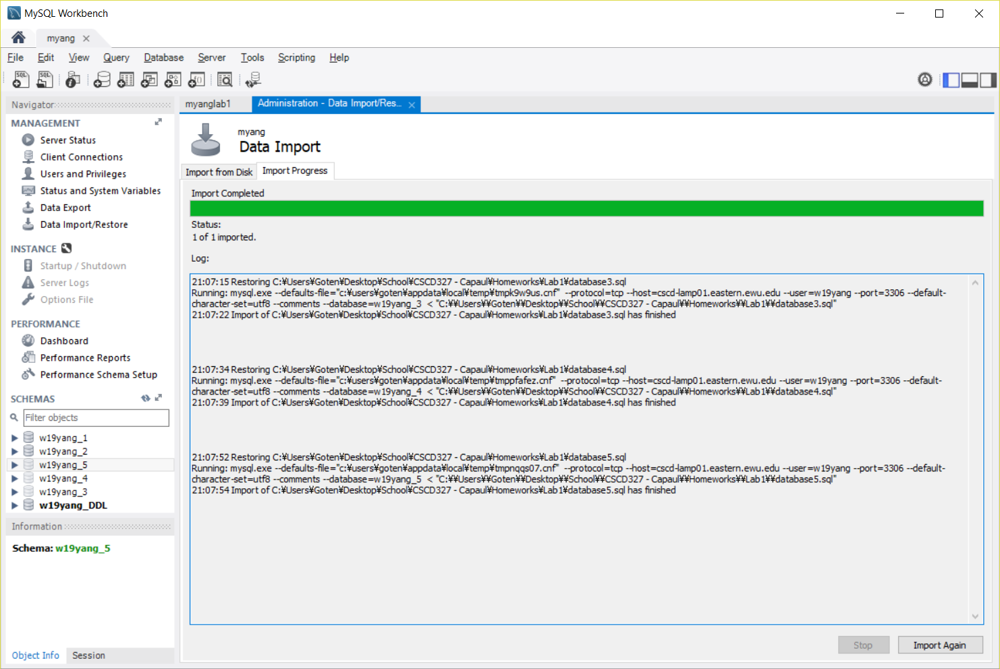 MySQL Workbench
myang
File Edit View Query Database Server Tools Scripting Help
Navigator
MANAGEMENT
Server Status
Client Connections
Users and Privileges
Status and System Variables
Data Export
Data Import/Restore
INSTANCE
Startup / Shutdown
Server Logs
Options File
PERFORMANCE
Dashboard
Performance Reports
Performance Schema Setup
SCHEMAS
Filter objects
w19yang_1
w19yang_2
w19yang_5
w19yang_4
w19yang_3
w19yang_DDL
Information
Schema: w19yang_5
Object Info Session
myanglab1 Administration - Data Import/Res...
myang
Data Import
Import from Disk Import Progress
Import Completed
Status:
1 of 1 imported.
Log:
21:07:15 Restoring C:¥Users¥Goten¥Desktop¥School¥CSCD327 - Capaul¥Homeworks¥Lab1¥database3.sql
Running: mysql.exe --defaults-file="c:¥users¥goten¥appdata¥local¥temp¥tmpk9w9us.cnf"  --protocol=tcp --host=cscd-lamp01.eastern.ewu.edu --user=w19yang --port=3306 --default-
character-set=utf8 --comments --database=w19yang_3  < "C:¥¥Users¥¥Goten¥¥Desktop¥¥School¥¥CSCD327 - Capaul¥¥Homeworks¥¥Lab1¥¥database3.sql"
21:07:22 Import of C:¥Users¥Goten¥Desktop¥School¥CSCD327 - Capaul¥Homeworks¥Lab1¥database3.sql has finished
21:07:34 Restoring C:¥Users¥Goten¥Desktop¥School¥CSCD327 - Capaul¥Homeworks¥Lab1¥database4.sql
Running: mysql.exe --defaults-file="c:¥users¥goten¥appdata¥local¥temp¥tmppfafez.cnf"  --protocol=tcp --host=cscd-lamp01.eastern.ewu.edu --user=w19yang --port=3306 --default-
character-set=utf8 --comments --database=w19yang_4  < "C:¥¥Users¥¥Goten¥¥Desktop¥¥School¥¥CSCD327 - Capaul¥¥Homeworks¥¥Lab1¥¥database4.sql"
21:07:39 Import of C:¥Users¥Goten¥Desktop¥School¥CSCD327 - Capaul¥Homeworks¥Lab1¥database4.sql has finished
21:07:52 Restoring C:¥Users¥Goten¥Desktop¥School¥CSCD327 - Capaul¥Homeworks¥Lab1¥database5.sql
Running: mysql.exe --defaults-file="c:¥users¥goten¥appdata¥local¥temp¥tmpnqqs07.cnf"  --protocol=tcp --host=cscd-lamp01.eastern.ewu.edu --user=w19yang --port=3306 --default-
character-set=utf8 --comments --database=w19yang_5  < "C:¥¥Users¥¥Goten¥¥Desktop¥¥School¥¥CSCD327 - Capaul¥¥Homeworks¥¥Lab1¥¥database5.sql"
21:07:54 Import of C:¥Users¥Goten¥Desktop¥School¥CSCD327 - Capaul¥Homeworks¥Lab1¥database5.sql has finished
Stop Import Again